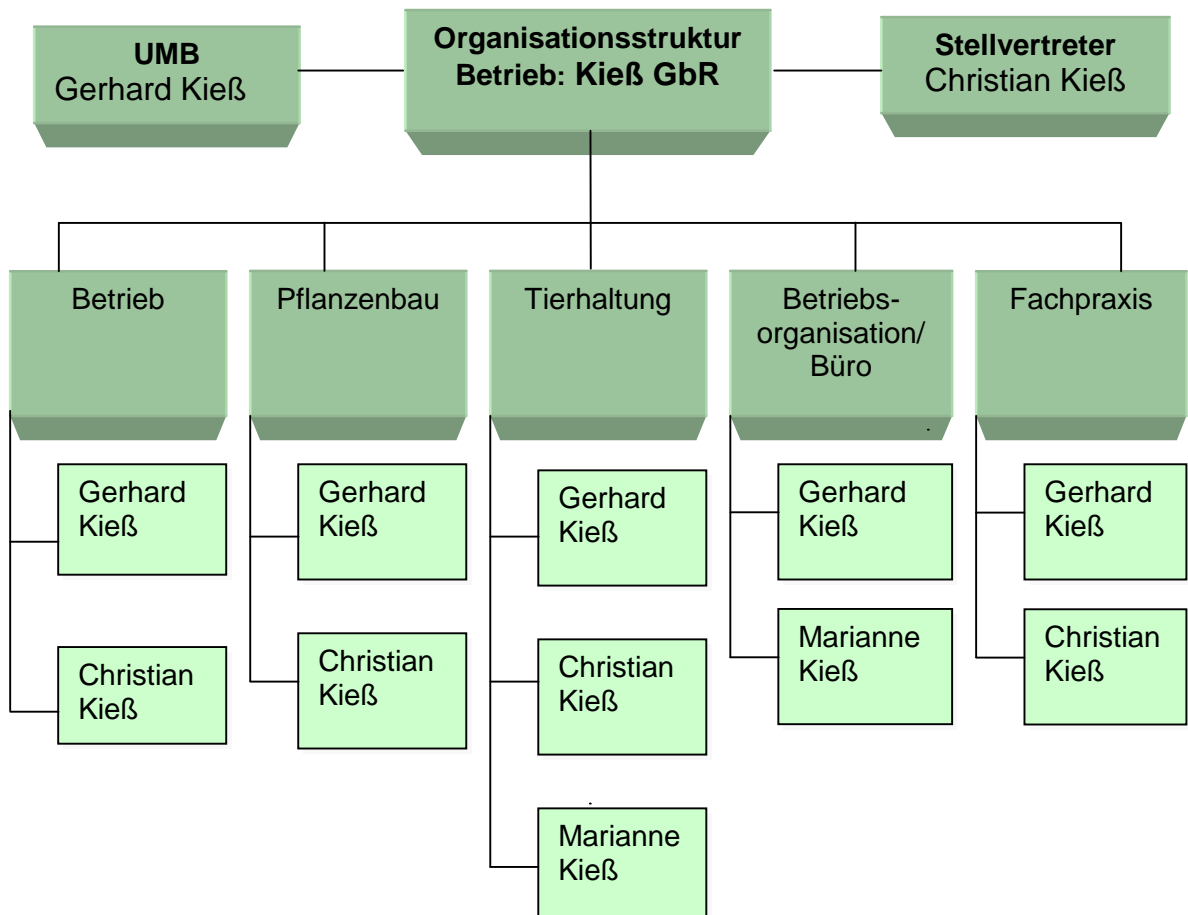 UMB
Gerhard Kieß
Organisationsstruktur
Betrieb: Kieß GbR
Stellvertreter
Christian Kieß
Betrieb
Pflanzenbau
Tierhaltung
Betriebs-
organisation/
Büro
Fachpraxis
Gerhard
Kieß
Gerhard
Kieß
Gerhard
Kieß
Gerhard
Kieß
Gerhard
Kieß
Christian
Kieß
Christian
Kieß
Christian
Kieß
Marianne
Kieß
Christian
Kieß
Marianne
Kieß